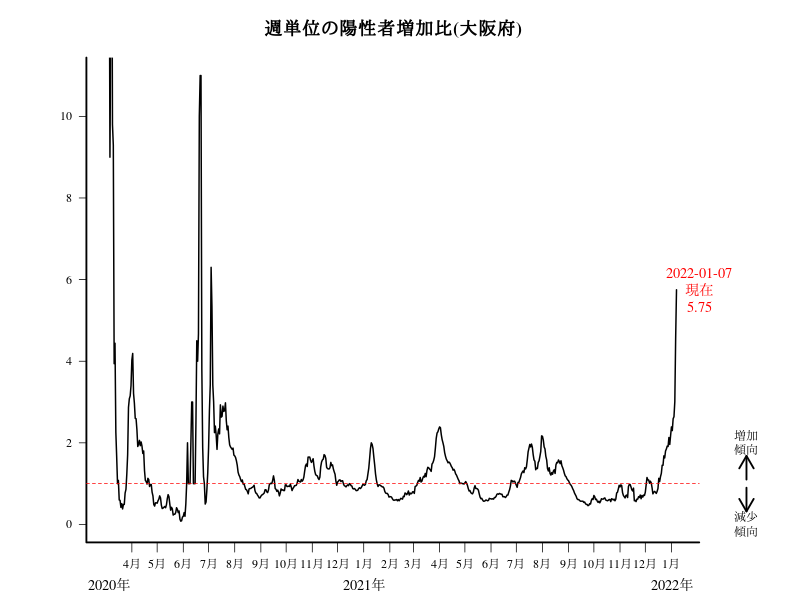 週単位の陽性者増加比(大阪府)
10
8
6
4
2
0
2022-01-07
現在
5.75
増加
傾向
減少
傾向
4月 5月 6月 7月 8月 9月 10月 11月 12月 1月 2月 3月 4月 5月 6月 7月 8月 9月 10月 11月 12月 1月
2020年 2021年 2022年